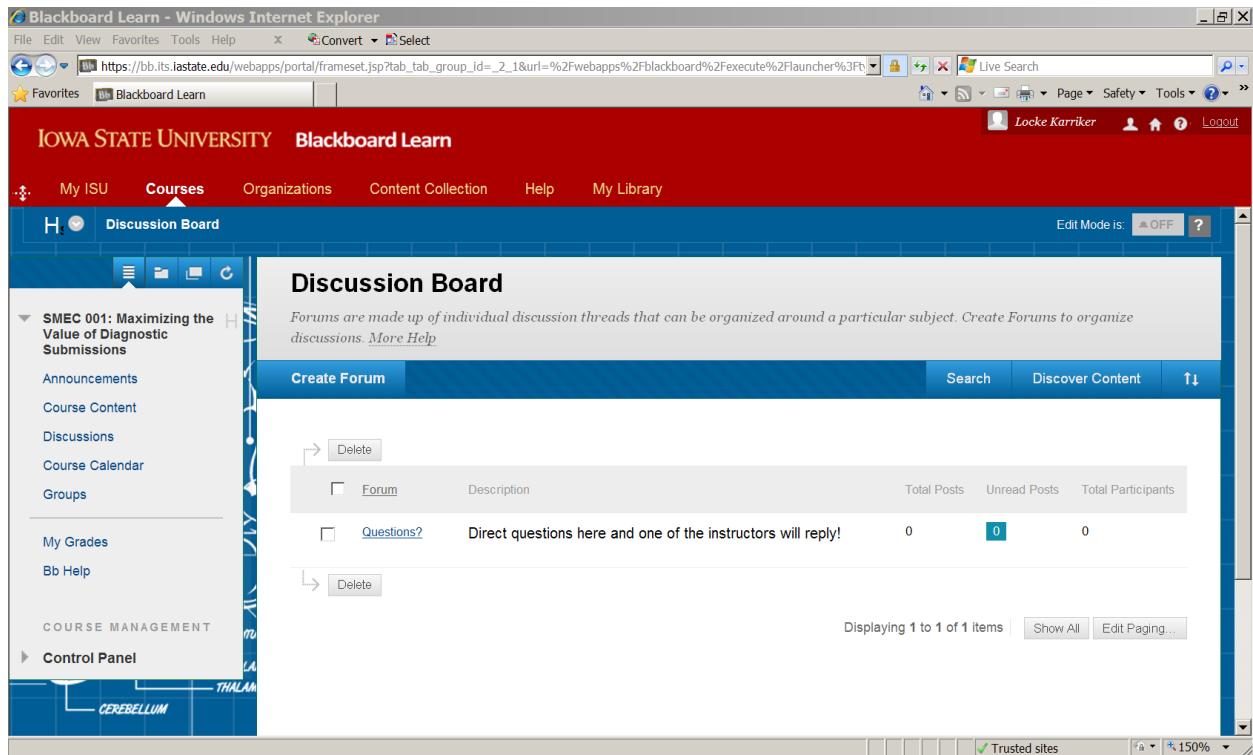 Blackboard Learn - Windows Internet Explorer
File Edit View Favorites Tools Help x Convert Select
https://bb.its.iastate.edu/webapps/portal/frameset.jsp?tab_tab_group_id=_2_1&url=%2Fwebapps%2Fblackboard%2Fexecute%2Flauncher%3Ft Live Search
Favorites Bb Blackboard Learn Page Safety Tools »
Locke Karriker Logout
IOWA STATE UNIVERSITY Blackboard Learn
My ISU Courses Organizations Content Collection Help My Library
Discussion Board Edit Mode is: OFF ?
Discussion Board
Forums are made up of individual discussion threads that can be organized around a particular subject. Create Forums to organize
discussions. More Help
Create Forum Search Discover Content
SMEC 001: Maximizing the
Value of Diagnostic
Submissions
Announcements
Course Content
Discussions
Course Calendar
Groups
My Grades
Bb Help
COURSE MANAGEMENT
Control Panel
Delete
Forum Description Total Posts Unread Posts Total Participants
Questions? Direct questions here and one of the instructors will reply! 0 0 0
Delete
Displaying 1 to 1 of 1 items Show All Edit Paging...
THALAM
CEREBELLUM
Trusted sites 150%